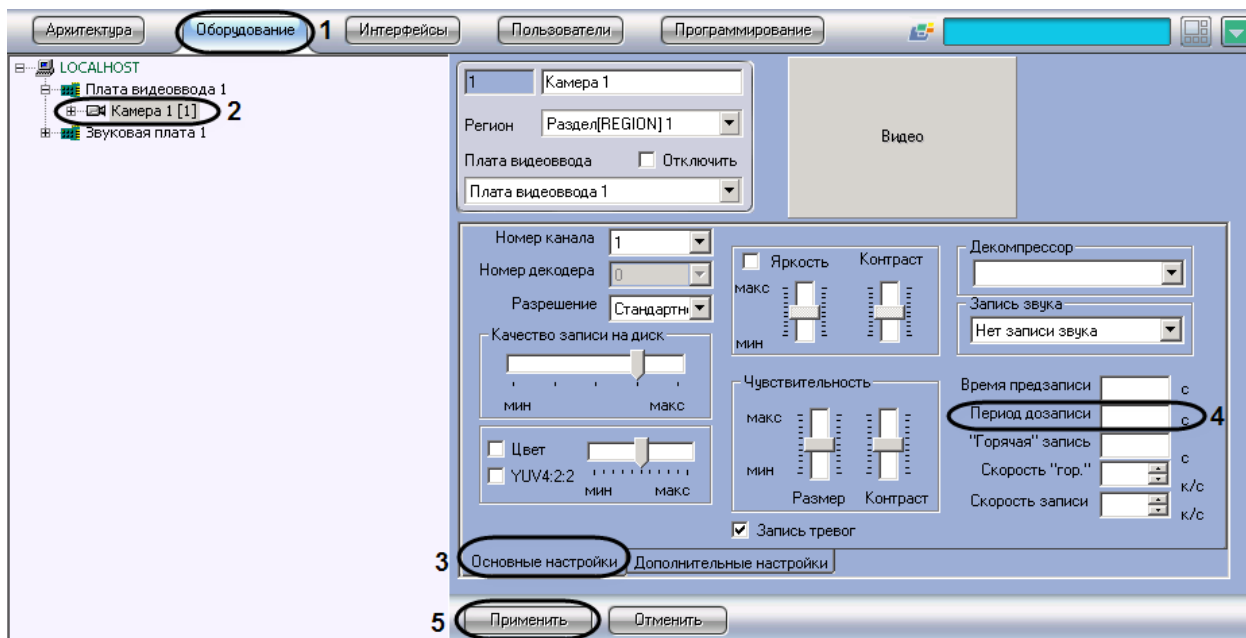 Архитектура
Оборудование
1
Интерфейсы
Пользователи
Программирование
LOCALHOST
Плата видеоввода 1
Камера 1 [1]
2
Звуковая плата 1
1
Камера 1
Регион
Раздел[REGION] 1
Плата видеоввода
Отключить
Плата видеоввода 1
Видео
Номер канала
1
Номер декодера
0
Разрешение
Стандартн
Качество записи на диск
мин
макс
Цвет
YUV4:2:2
мин
макс
Яркость
Контраст
макс
мин
Чувствительность
макс
мин
Размер
Контраст
Запись тревог
Декомпрессор
Запись звука
Нет записи звука
Время предзаписи
с
Период дозаписи
с
4
"Горячая" запись
с
Скорость "гор."
к/с
Скорость записи
к/с
3
Основные настройки
Дополнительные настройки
5
Применить
Отменить